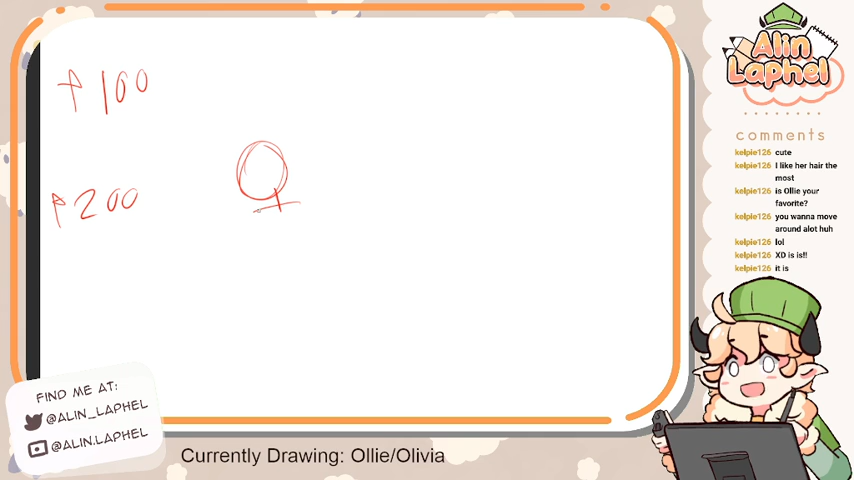 ↑100
↑200
Alin
Laphel
comments
kelpie126 cute
kelpie126 I like her hair the
most
kelpie126 is Ollie your
favorite?
kelpie126 you wanna move
around alot huh
kelpie126 lol
kelpie126 XD is is!!
kelpie126 it is
FIND ME AT:
@ALIN_LAPHEL
@ALIN.LAPHEL
Currently Drawing: Ollie/Olivia